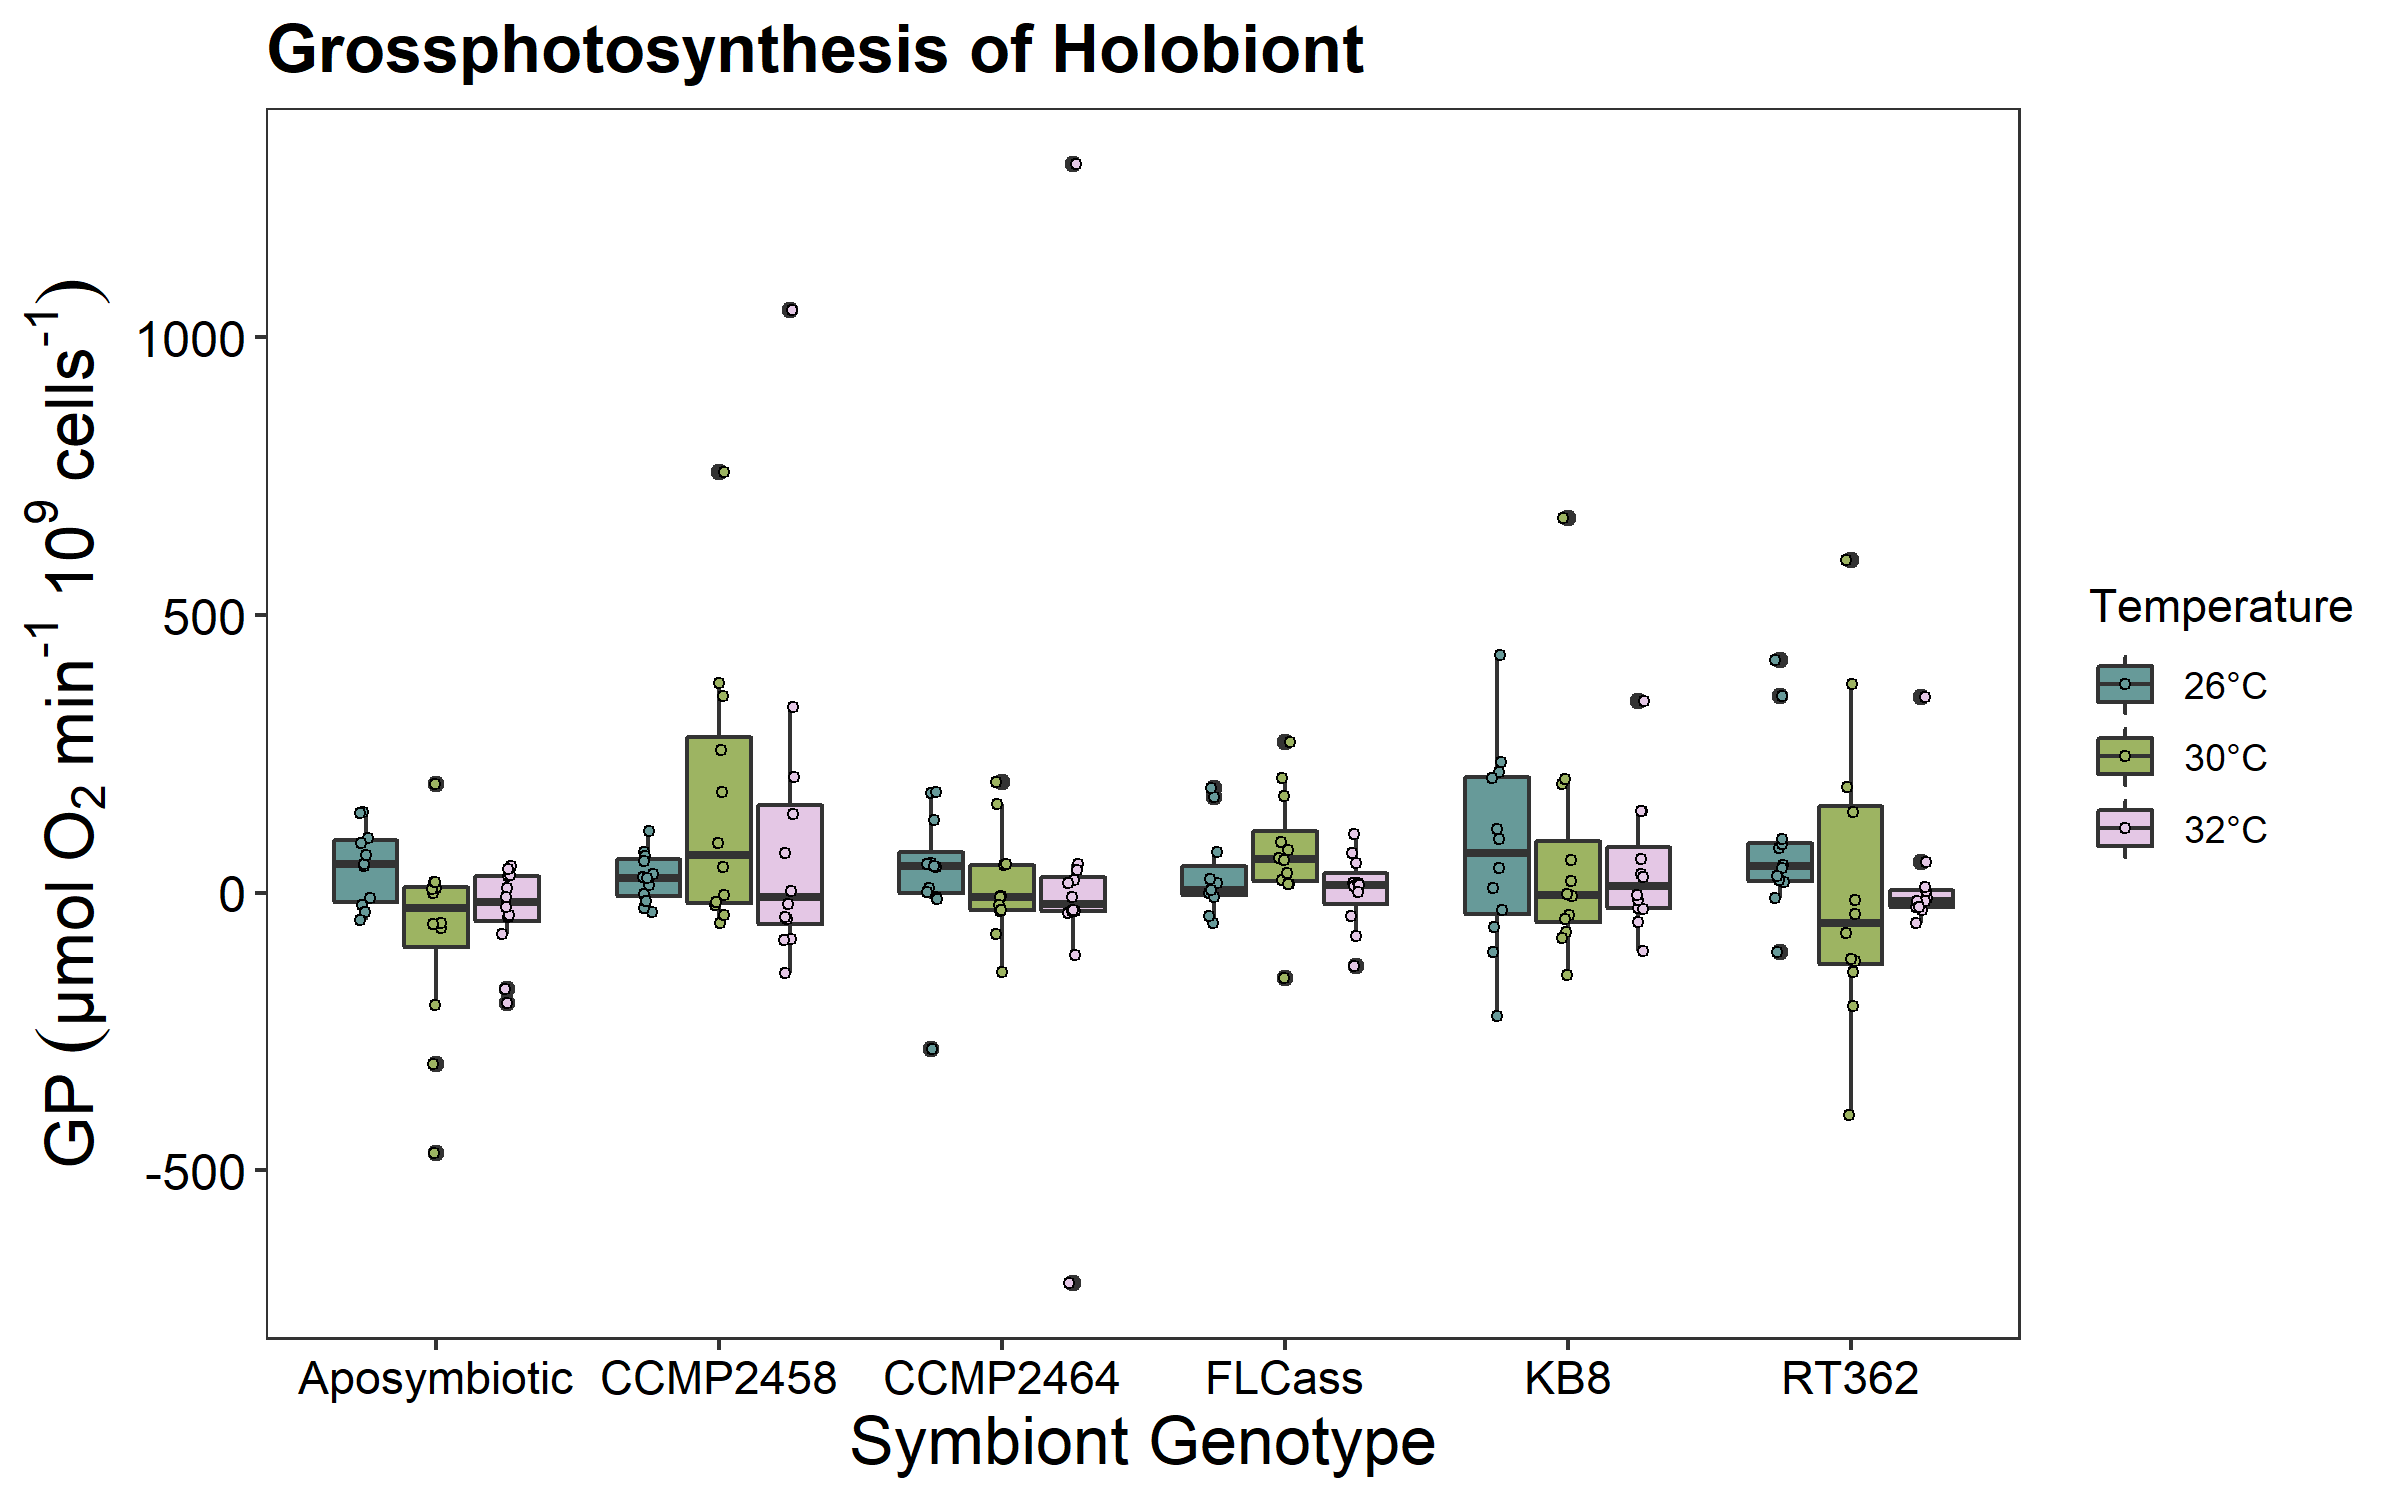 Grossphotosynthesis of Holobiont
GP (µmol O₂ min⁻¹ 10⁹ cells⁻¹)
1000
500
0
-500
Aposymbiotic CCMP2458 CCMP2464 FLCass KB8 RT362
Symbiont Genotype
Temperature
26°C
30°C
32°C